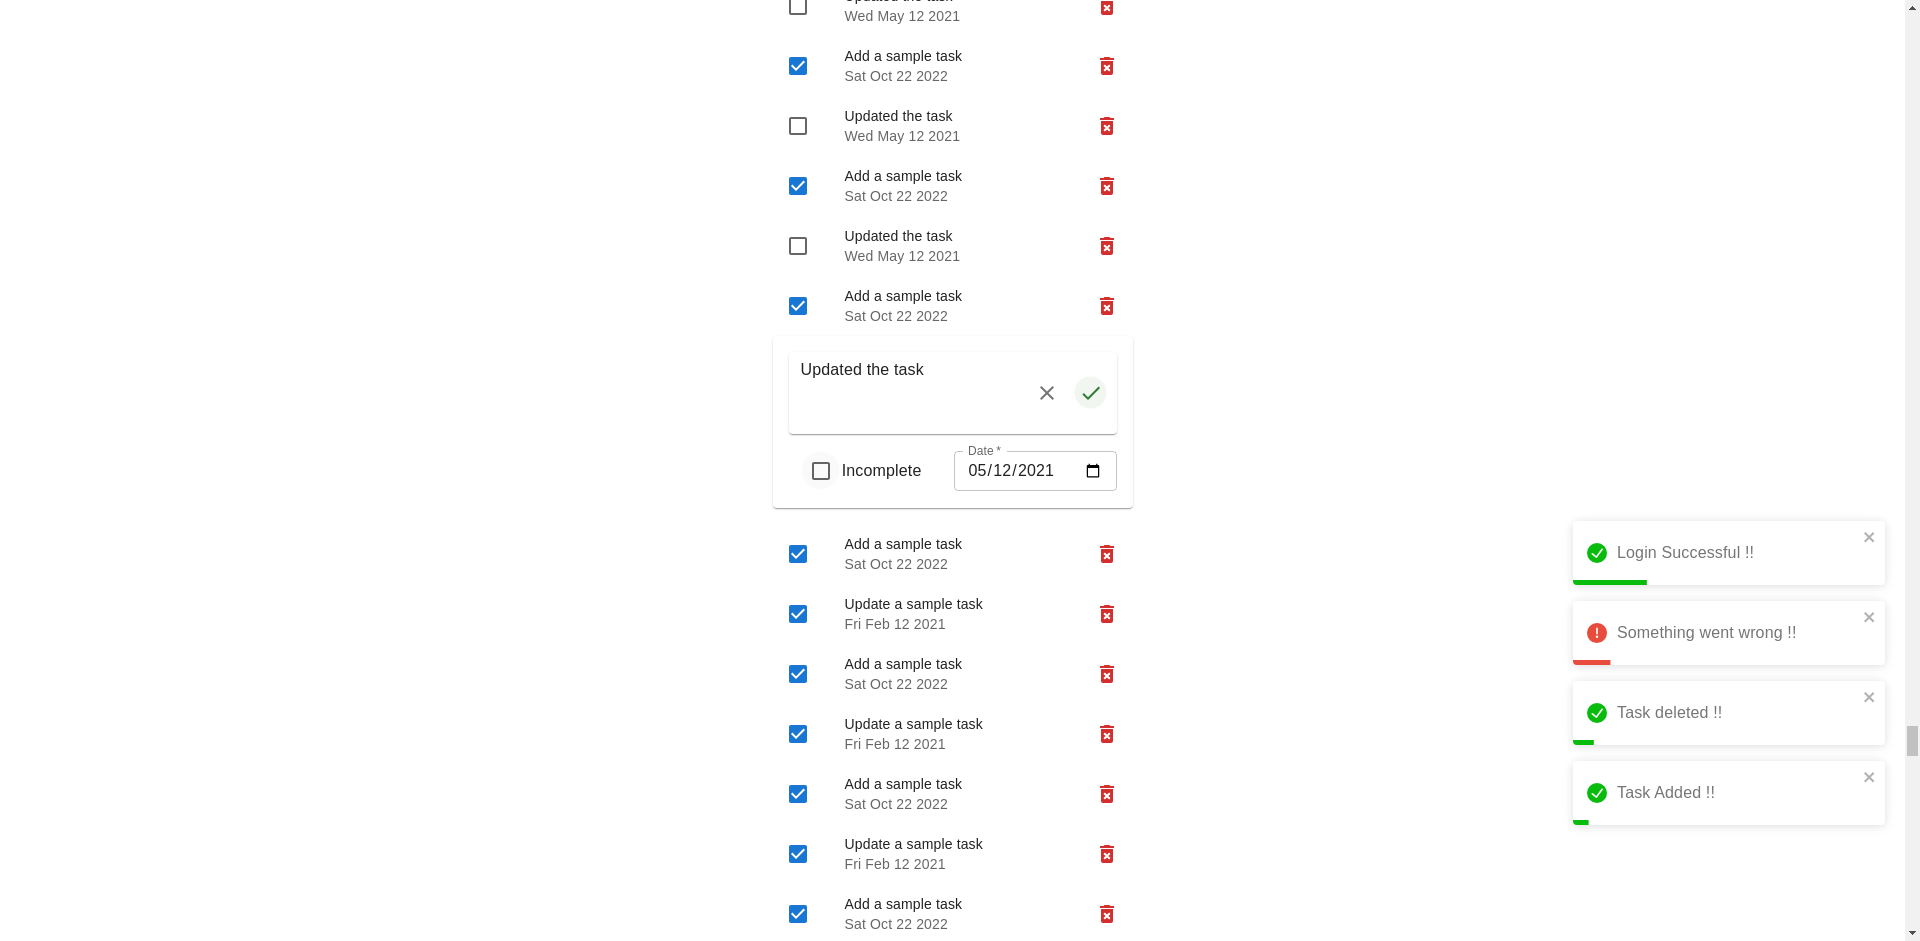 Wed May 12 2021
Add a sample task
Sat Oct 22 2022
Updated the task
Wed May 12 2021
Add a sample task
Sat Oct 22 2022
Updated the task
Wed May 12 2021
Add a sample task
Sat Oct 22 2022
Updated the task
Incomplete
Date *
05/12/2021
Add a sample task
Sat Oct 22 2022
Update a sample task
Fri Feb 12 2021
Add a sample task
Sat Oct 22 2022
Update a sample task
Fri Feb 12 2021
Add a sample task
Sat Oct 22 2022
Update a sample task
Fri Feb 12 2021
Add a sample task
Sat Oct 22 2022
Login Successful !!
Something went wrong !!
Task deleted !!
Task Added !!